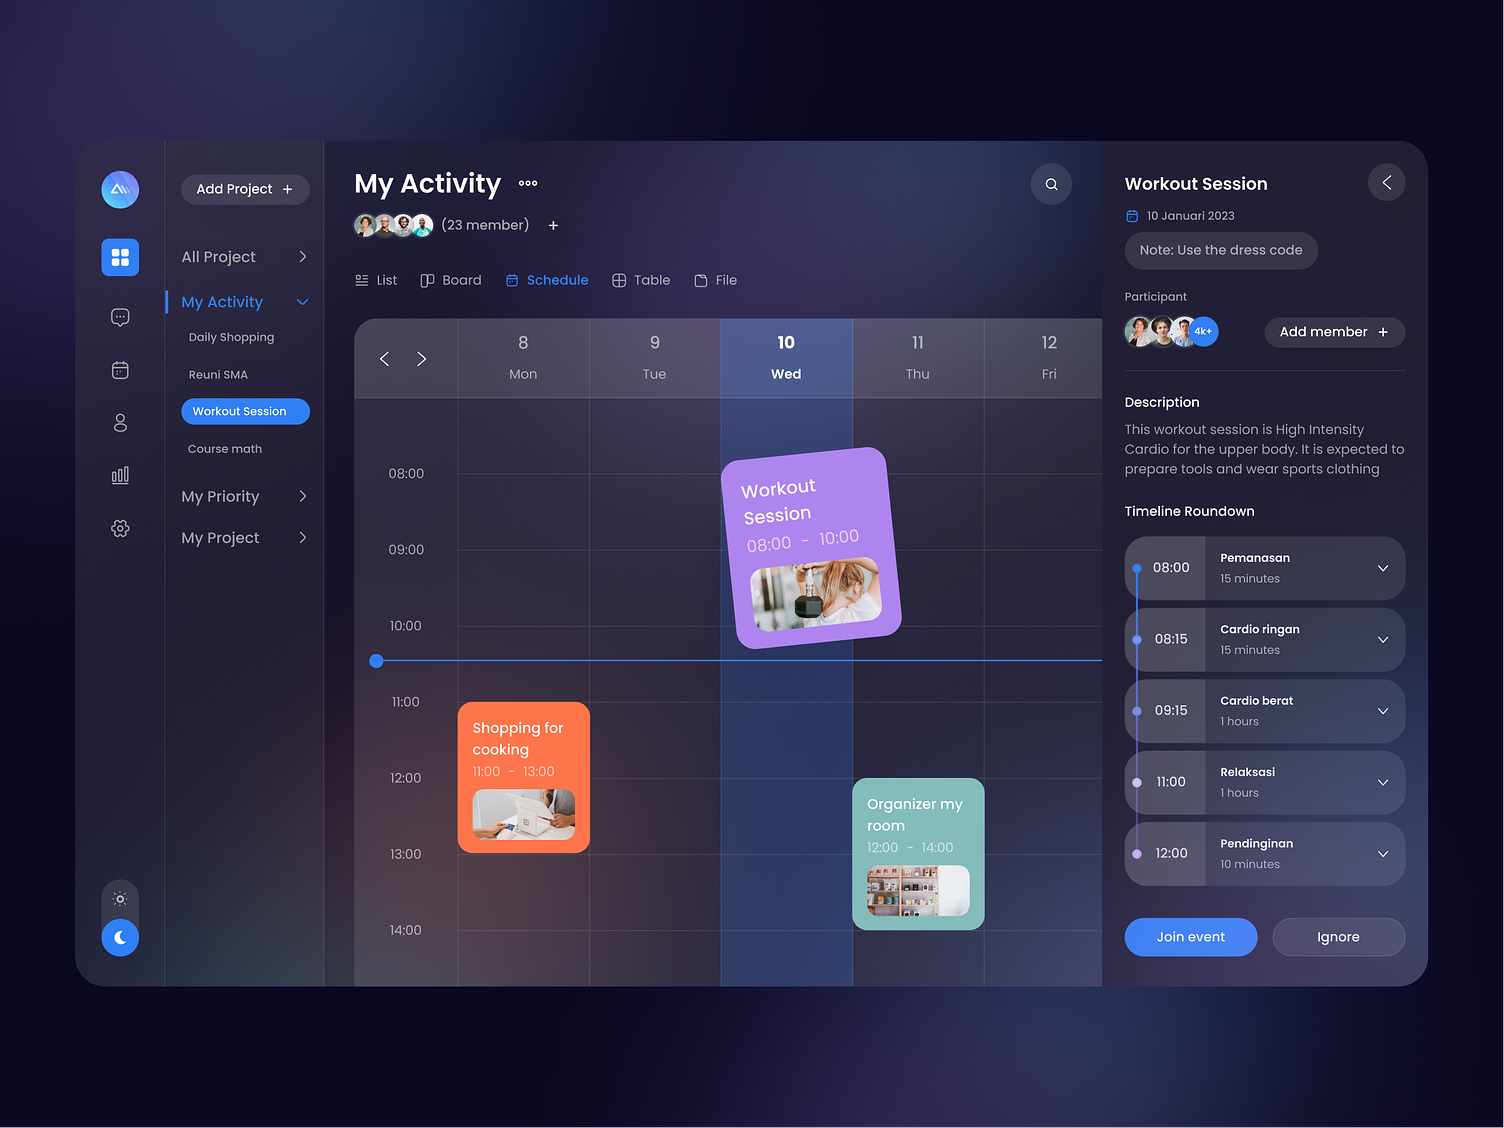 Add Project +
All Project
My Activity
Daily Shopping
Reuni SMA
Workout Session
Course math
My Priority
My Project
My Activity
(23 member) +
List Board Schedule Table File
8 9 10 11 12
Mon Tue Wed Thu Fri
08:00
09:00
10:00
11:00
12:00
13:00
14:00
Workout
Session
08:00 - 10:00
Shopping for
cooking
11:00 - 13:00
Organizer my
room
12:00 - 14:00
Workout Session
10 Januari 2023
Note: Use the dress code
Participant
4k+
Add member +
Description
This workout session is High Intensity
Cardio for the upper body. It is expected to
prepare tools and wear sports clothing
Timeline Roundown
08:00 Pemanasan
15 minutes
08:15 Cardio ringan
15 minutes
09:15 Cardio berat
1 hours
11:00 Relaksasi
1 hours
12:00 Pendinginan
10 minutes
Join event Ignore